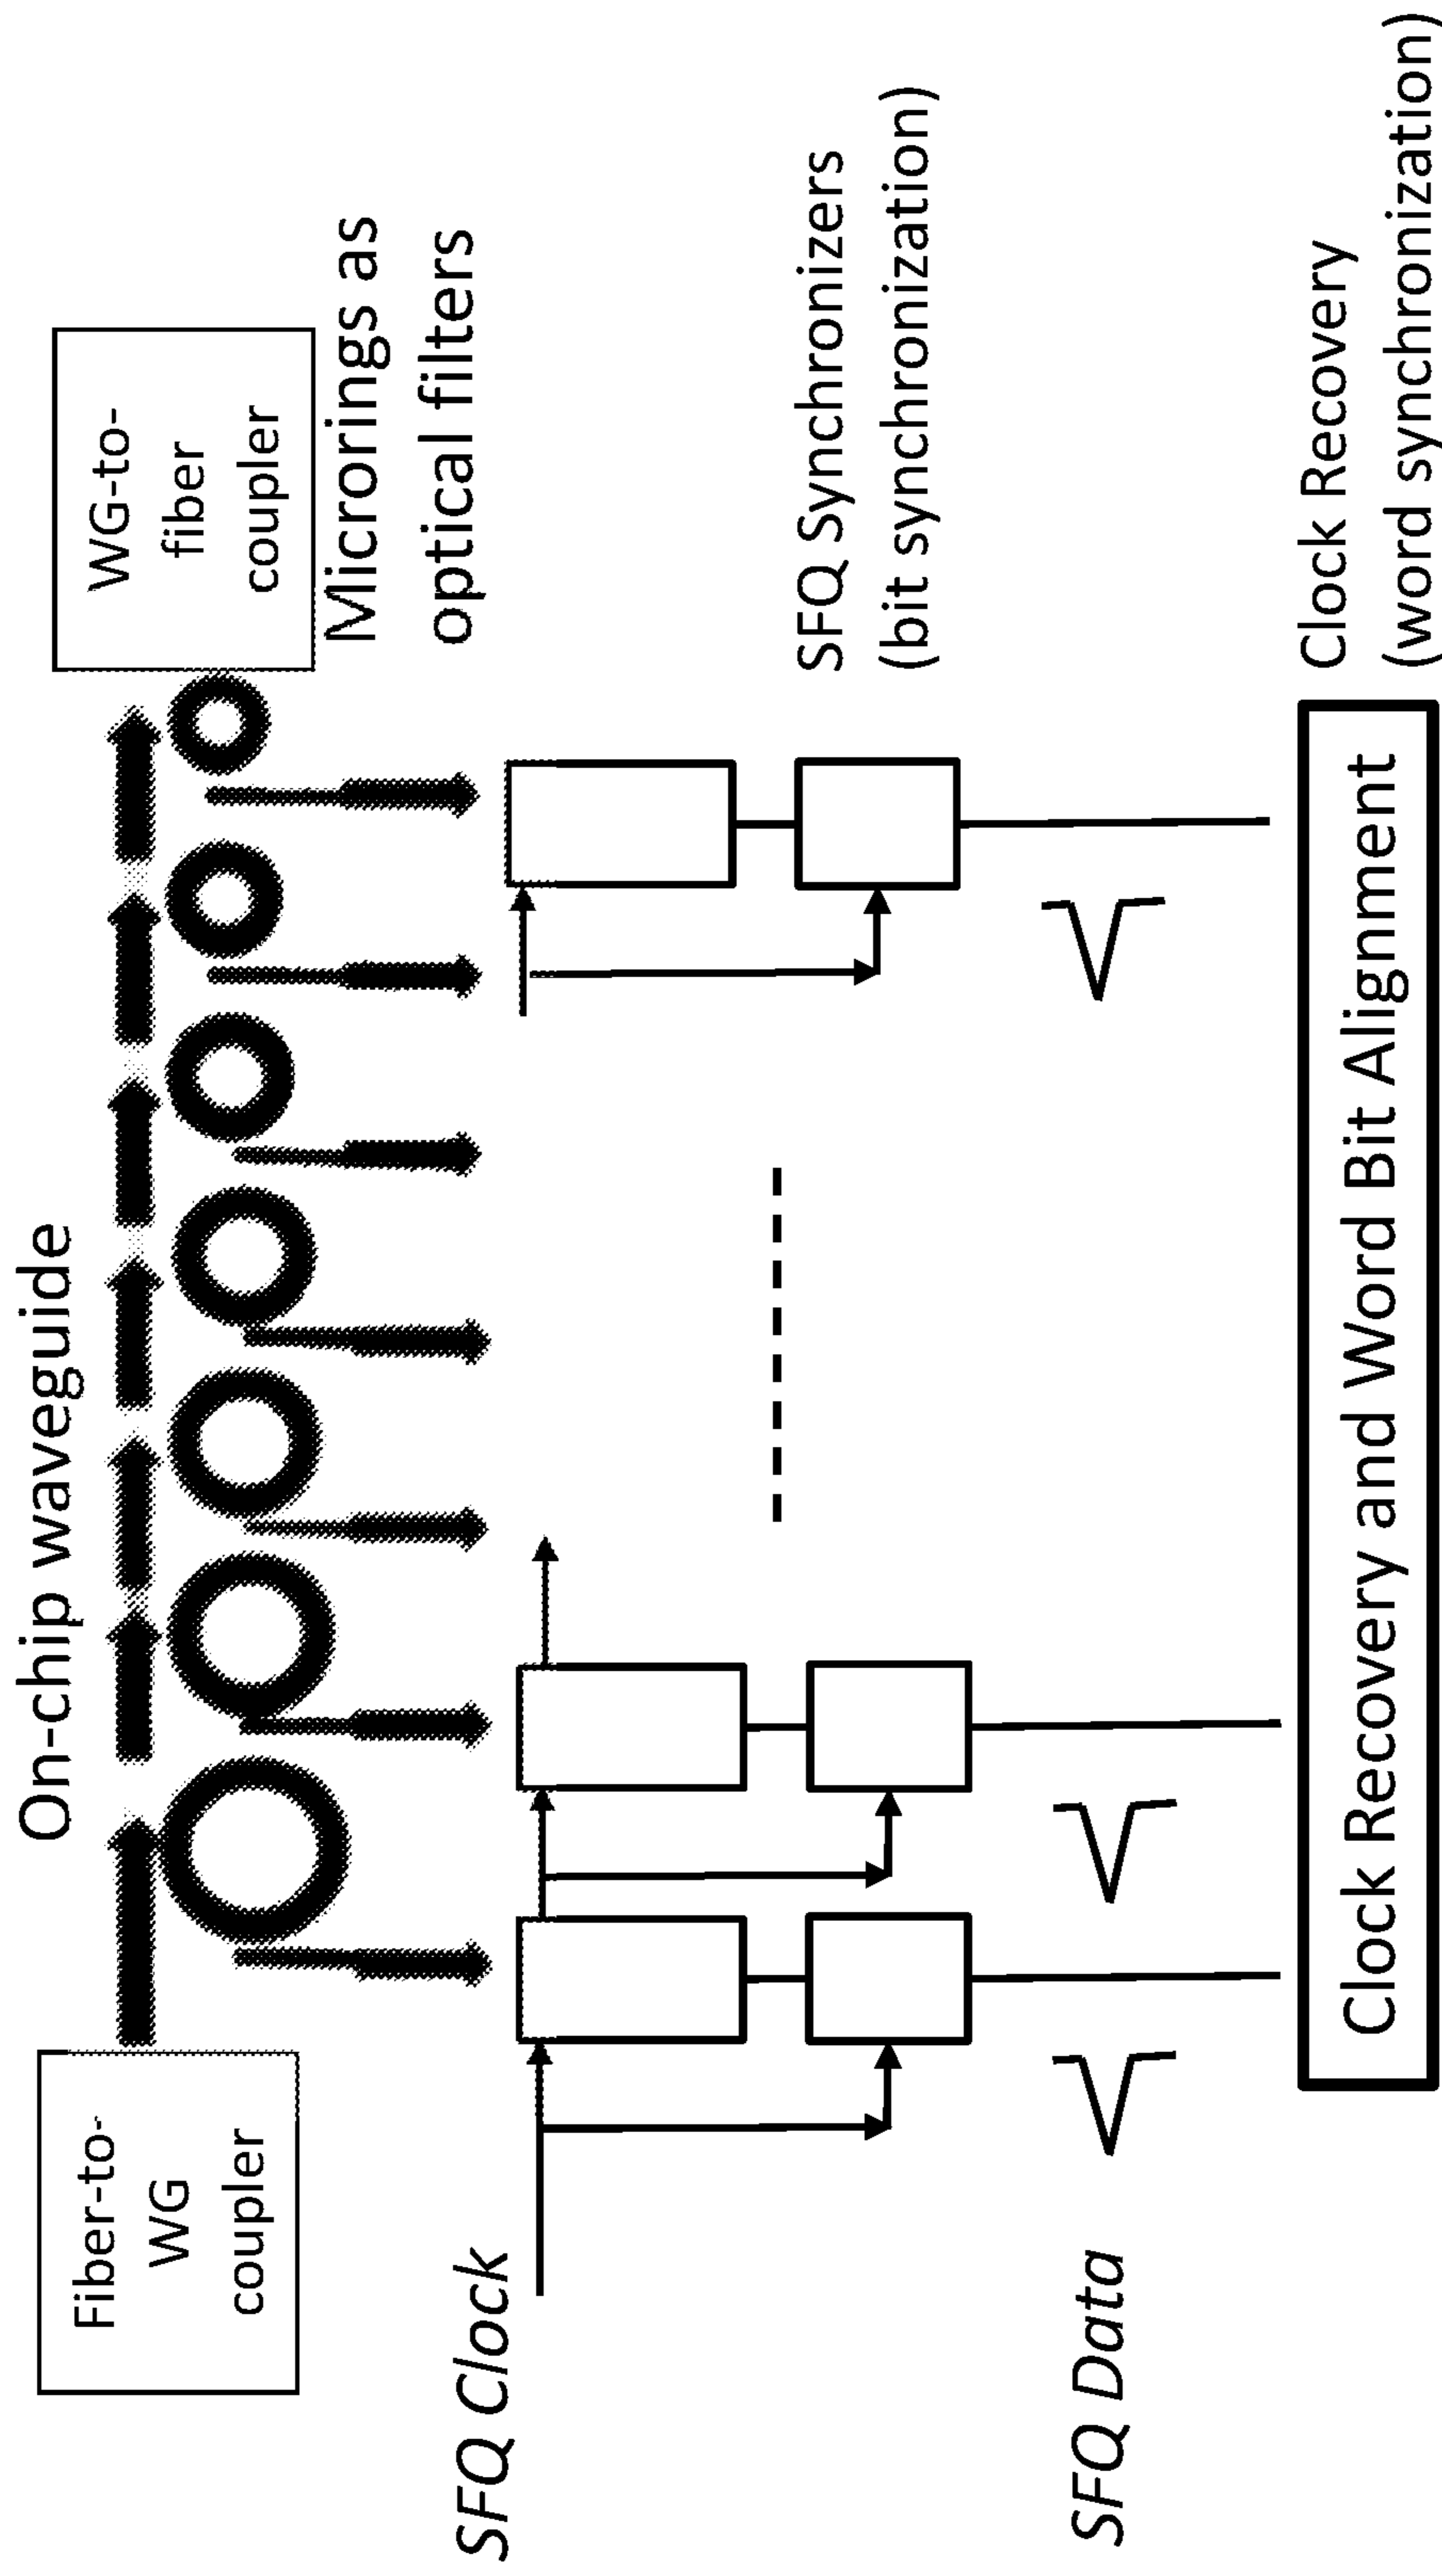 On-chip waveguide
Fiber-to-
WG
coupler
WG-to-
fiber
coupler
Microrings as
optical filters
SFQ Clock
SFQ Synchronizers
(bit synchronization)
SFQ Data
Clock Recovery and Word Bit Alignment
Clock Recovery
(word synchronization)